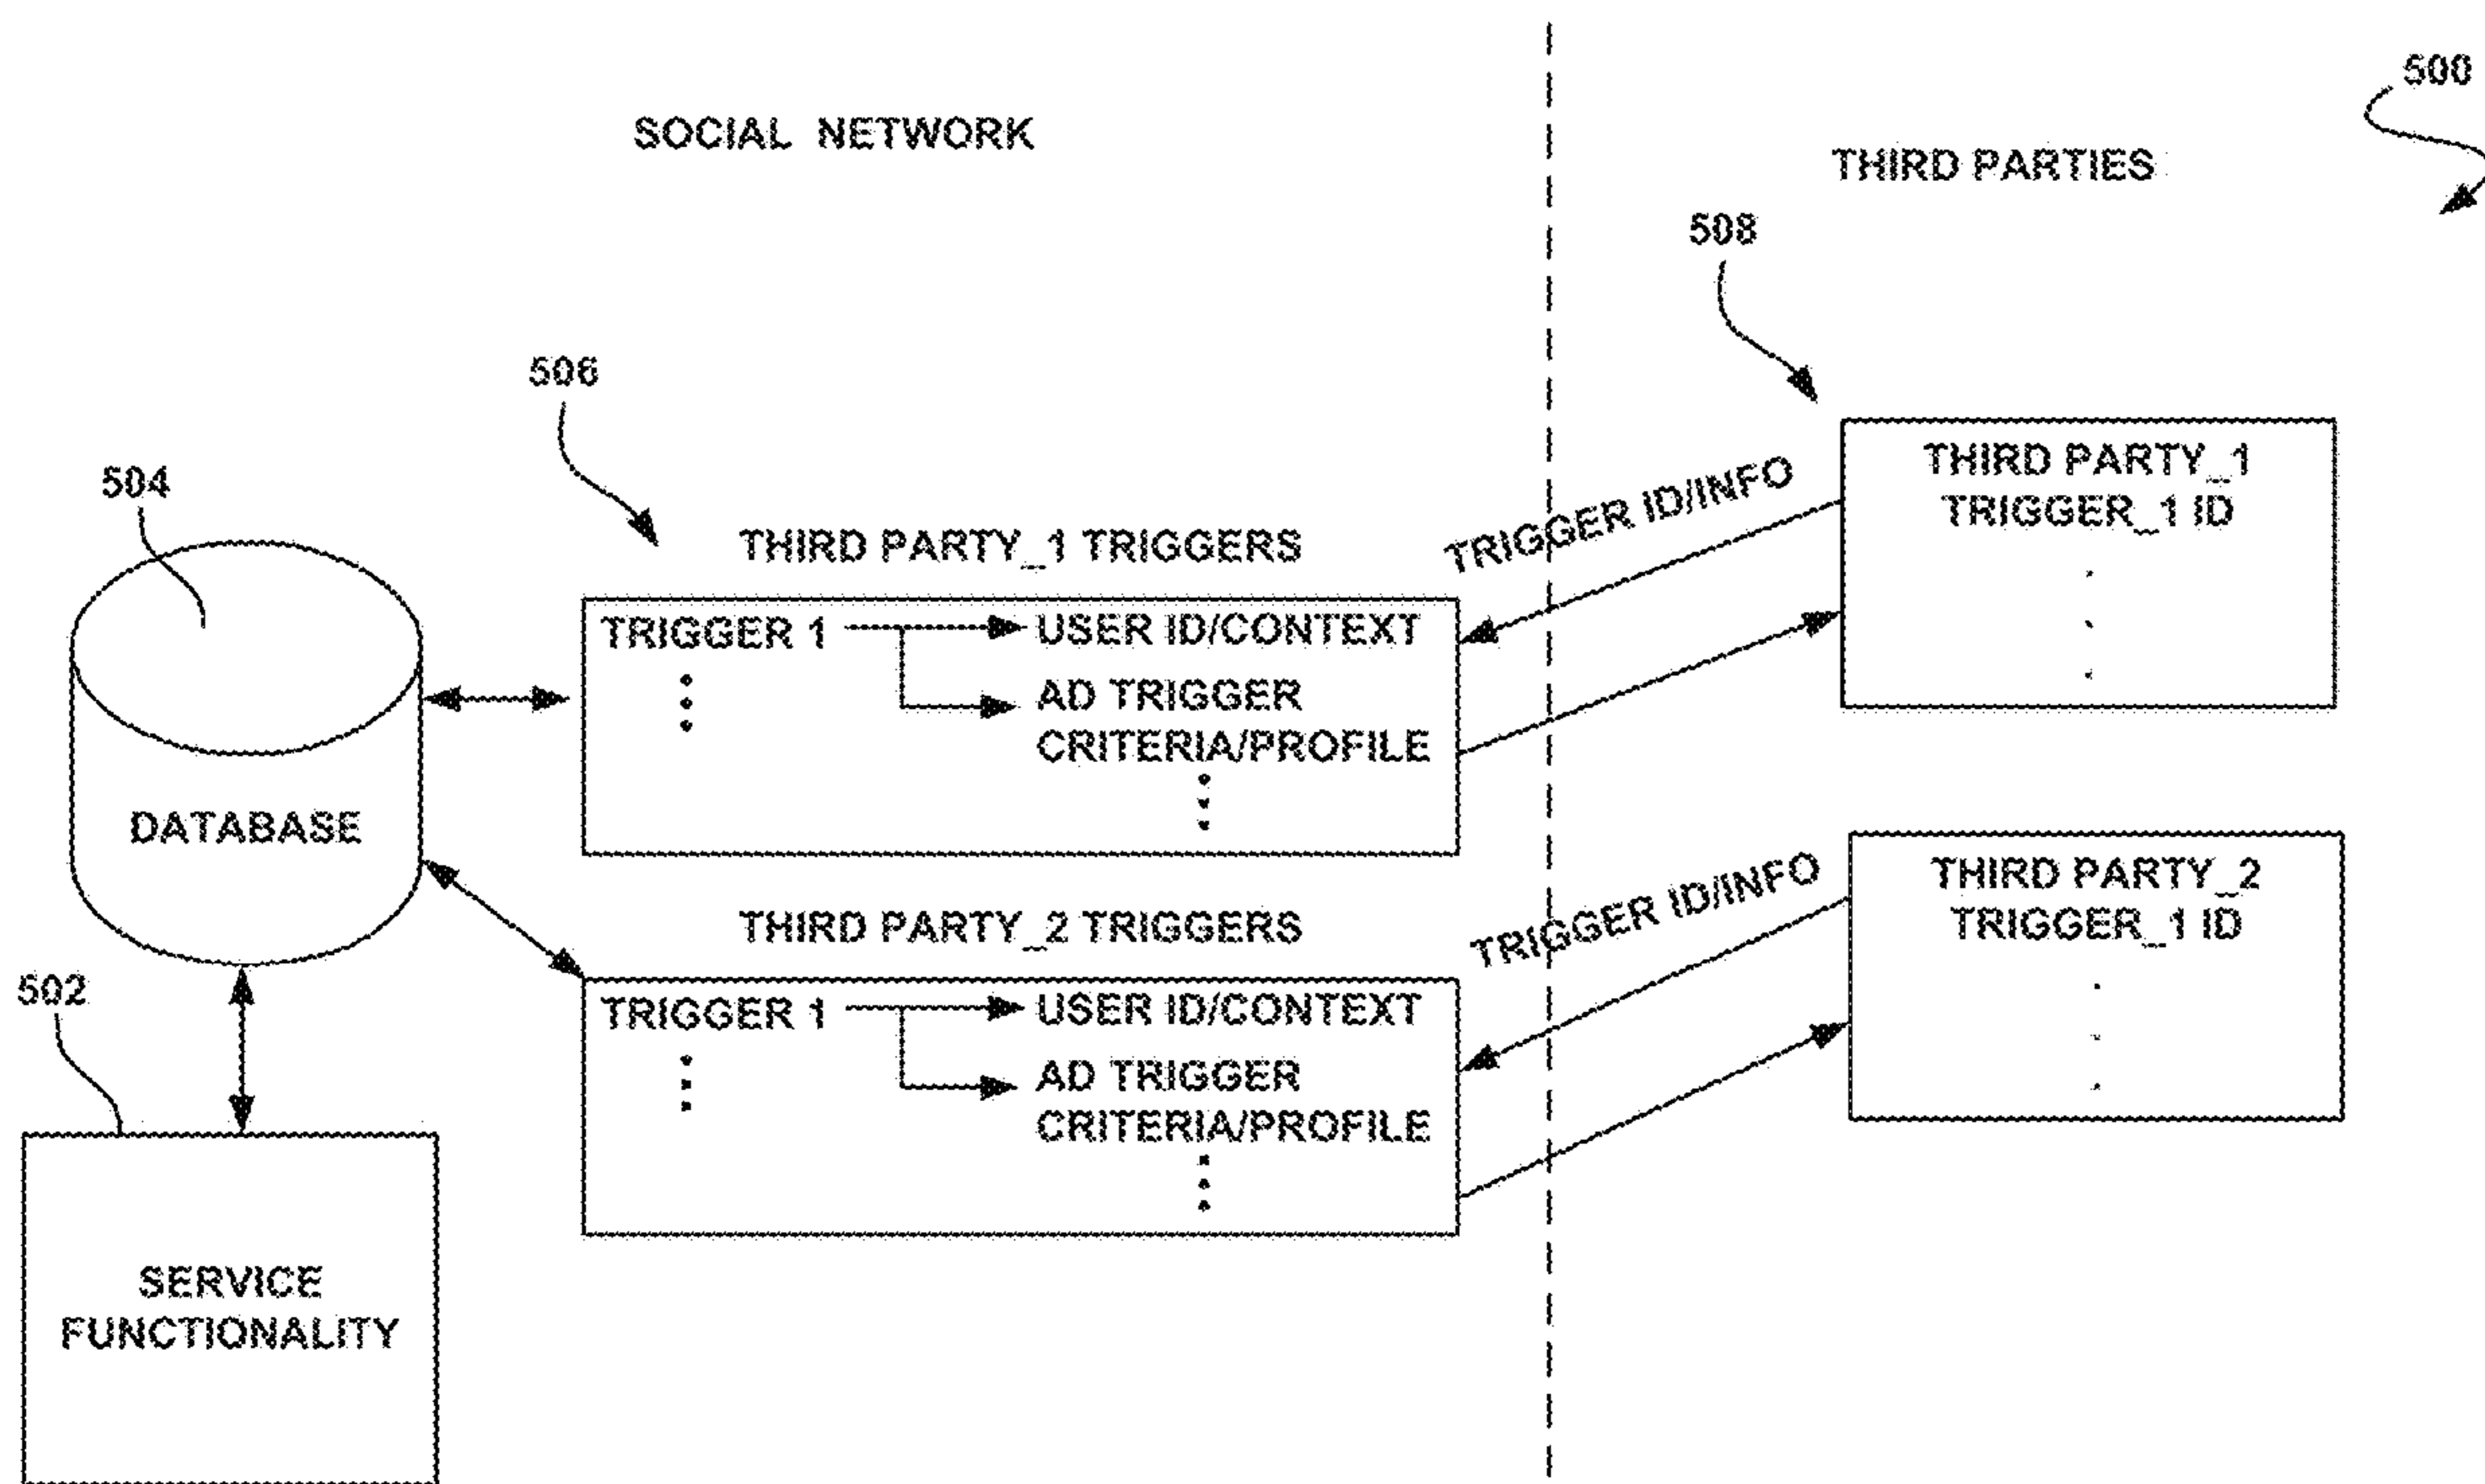 500
SOCIAL NETWORK
THIRD PARTIES
508
506
504
THIRD PARTY_1
TRIGGER_1 ID
TRIGGER ID/INFO
THIRD PARTY_1 TRIGGERS
TRIGGER 1
USER ID/CONTEXT
AD TRIGGER
CRITERIA/PROFILE
DATABASE
THIRD PARTY_2
TRIGGER_1 ID
TRIGGER ID/INFO
THIRD PARTY_2 TRIGGERS
TRIGGER 1
USER ID/CONTEXT
AD TRIGGER
CRITERIA/PROFILE
502
SERVICE
FUNCTIONALITY